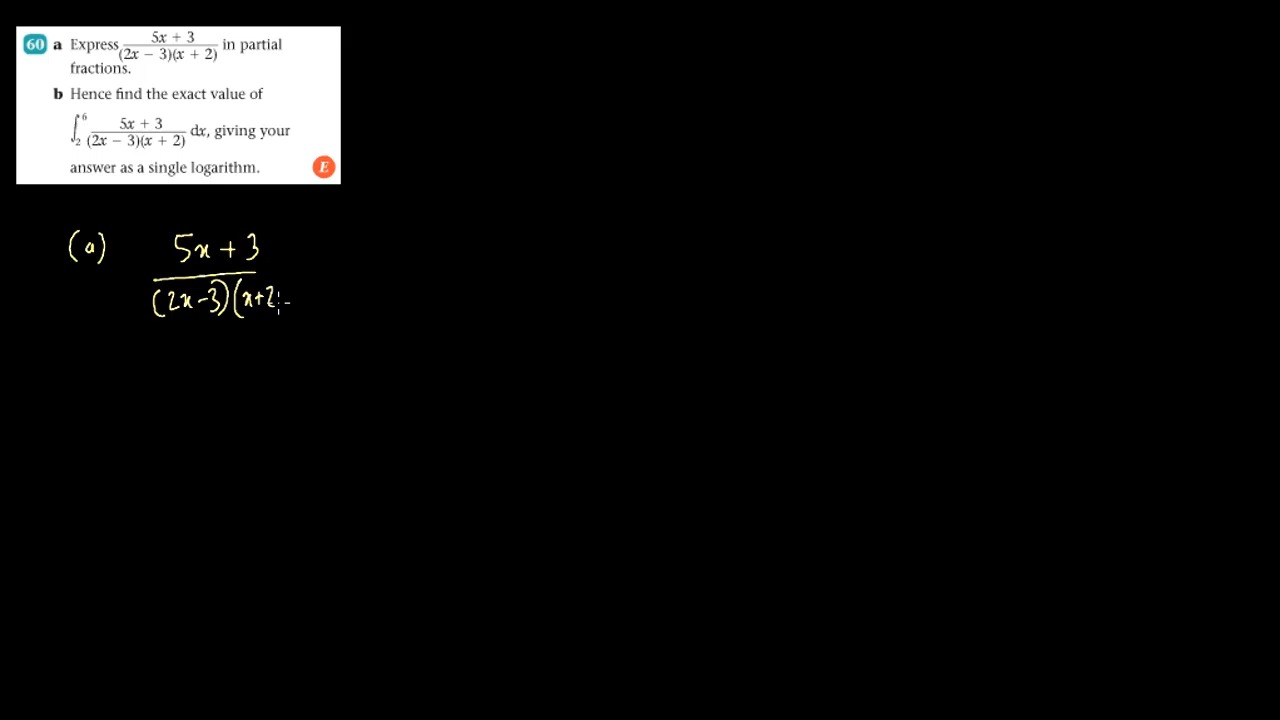 60 a Express (5x + 3)/((2x − 3)(x + 2)) in partial
fractions.
b Hence find the exact value of
∫₂⁶ (5x + 3)/((2x − 3)(x + 2)) dx, giving your
answer as a single logarithm. E
(a) 5x + 3
(2x-3)(x+2